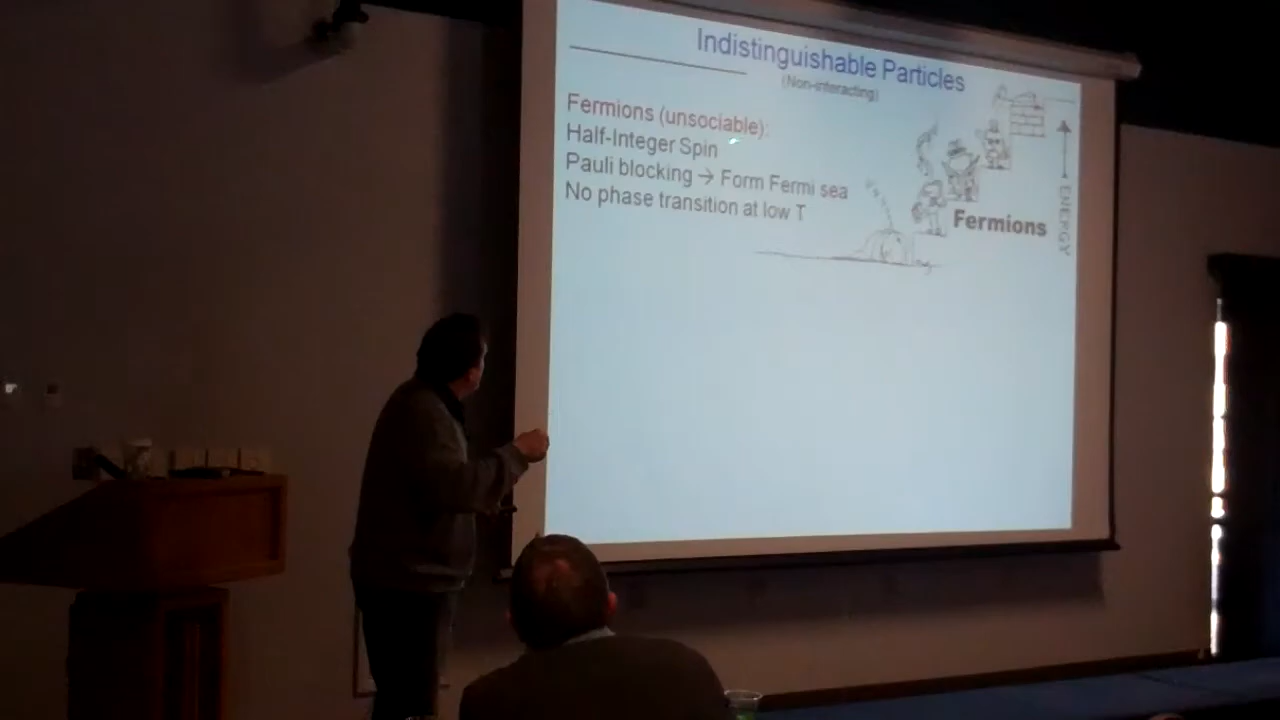 Indistinguishable Particles
(Non-interacting)
Fermions (unsociable):
Half-Integer Spin
Pauli blocking → Form Fermi sea
No phase transition at low T
Fermions
ENERGY